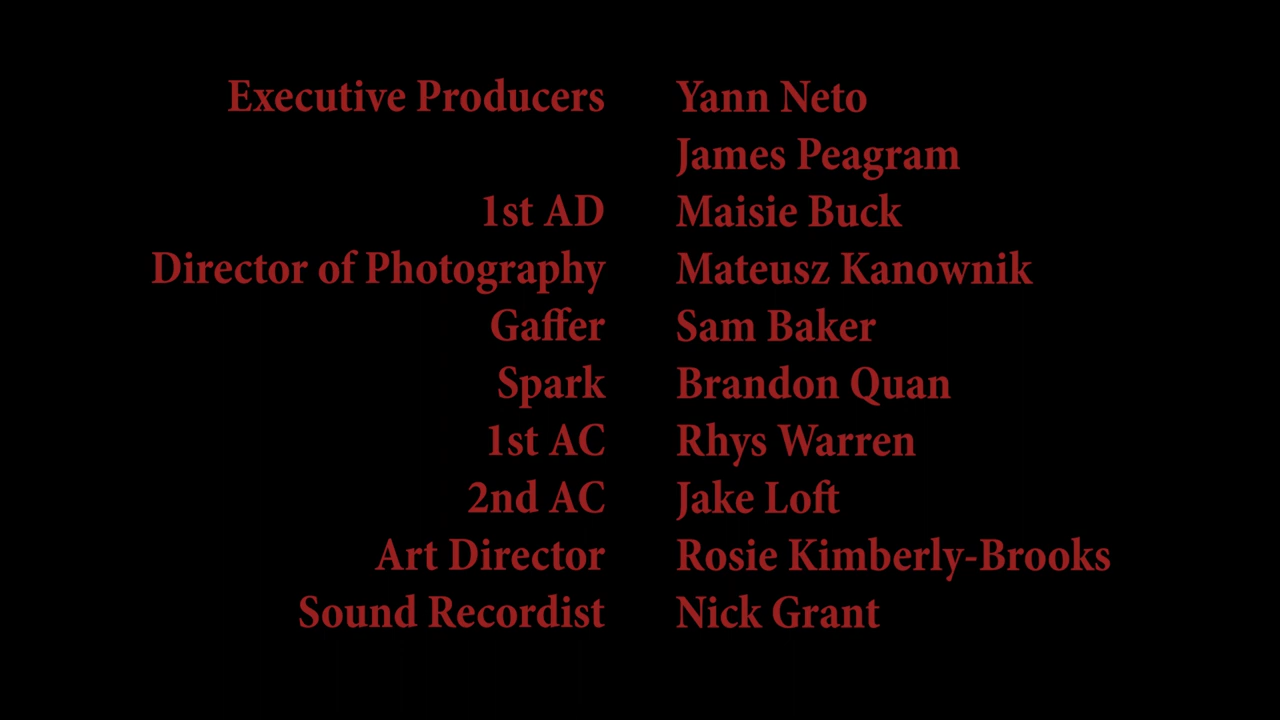 Executive Producers Yann Neto
James Peagram
1st AD Maisie Buck
Director of Photography Mateusz Kanownik
Gaffer Sam Baker
Spark Brandon Quan
1st AC Rhys Warren
2nd AC Jake Loft
Art Director Rosie Kimberly-Brooks
Sound Recordist Nick Grant